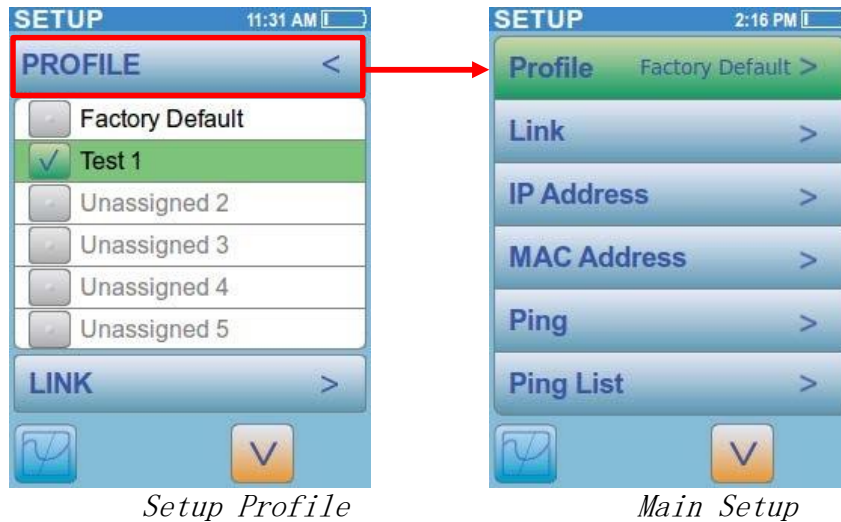 SETUP 11:31 AM
PROFILE <
Factory Default
✓ Test 1
Unassigned 2
Unassigned 3
Unassigned 4
Unassigned 5
LINK >
V
Setup Profile
SETUP 2:16 PM
Profile Factory Default >
Link >
IP Address >
MAC Address >
Ping >
Ping List >
V
Main Setup